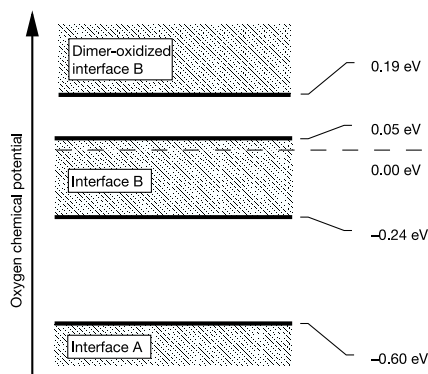 Dimer-oxidized
interface B
0.19 eV
0.05 eV
0.00 eV
Interface B
−0.24 eV
Interface A
−0.60 eV
Oxygen chemical potential